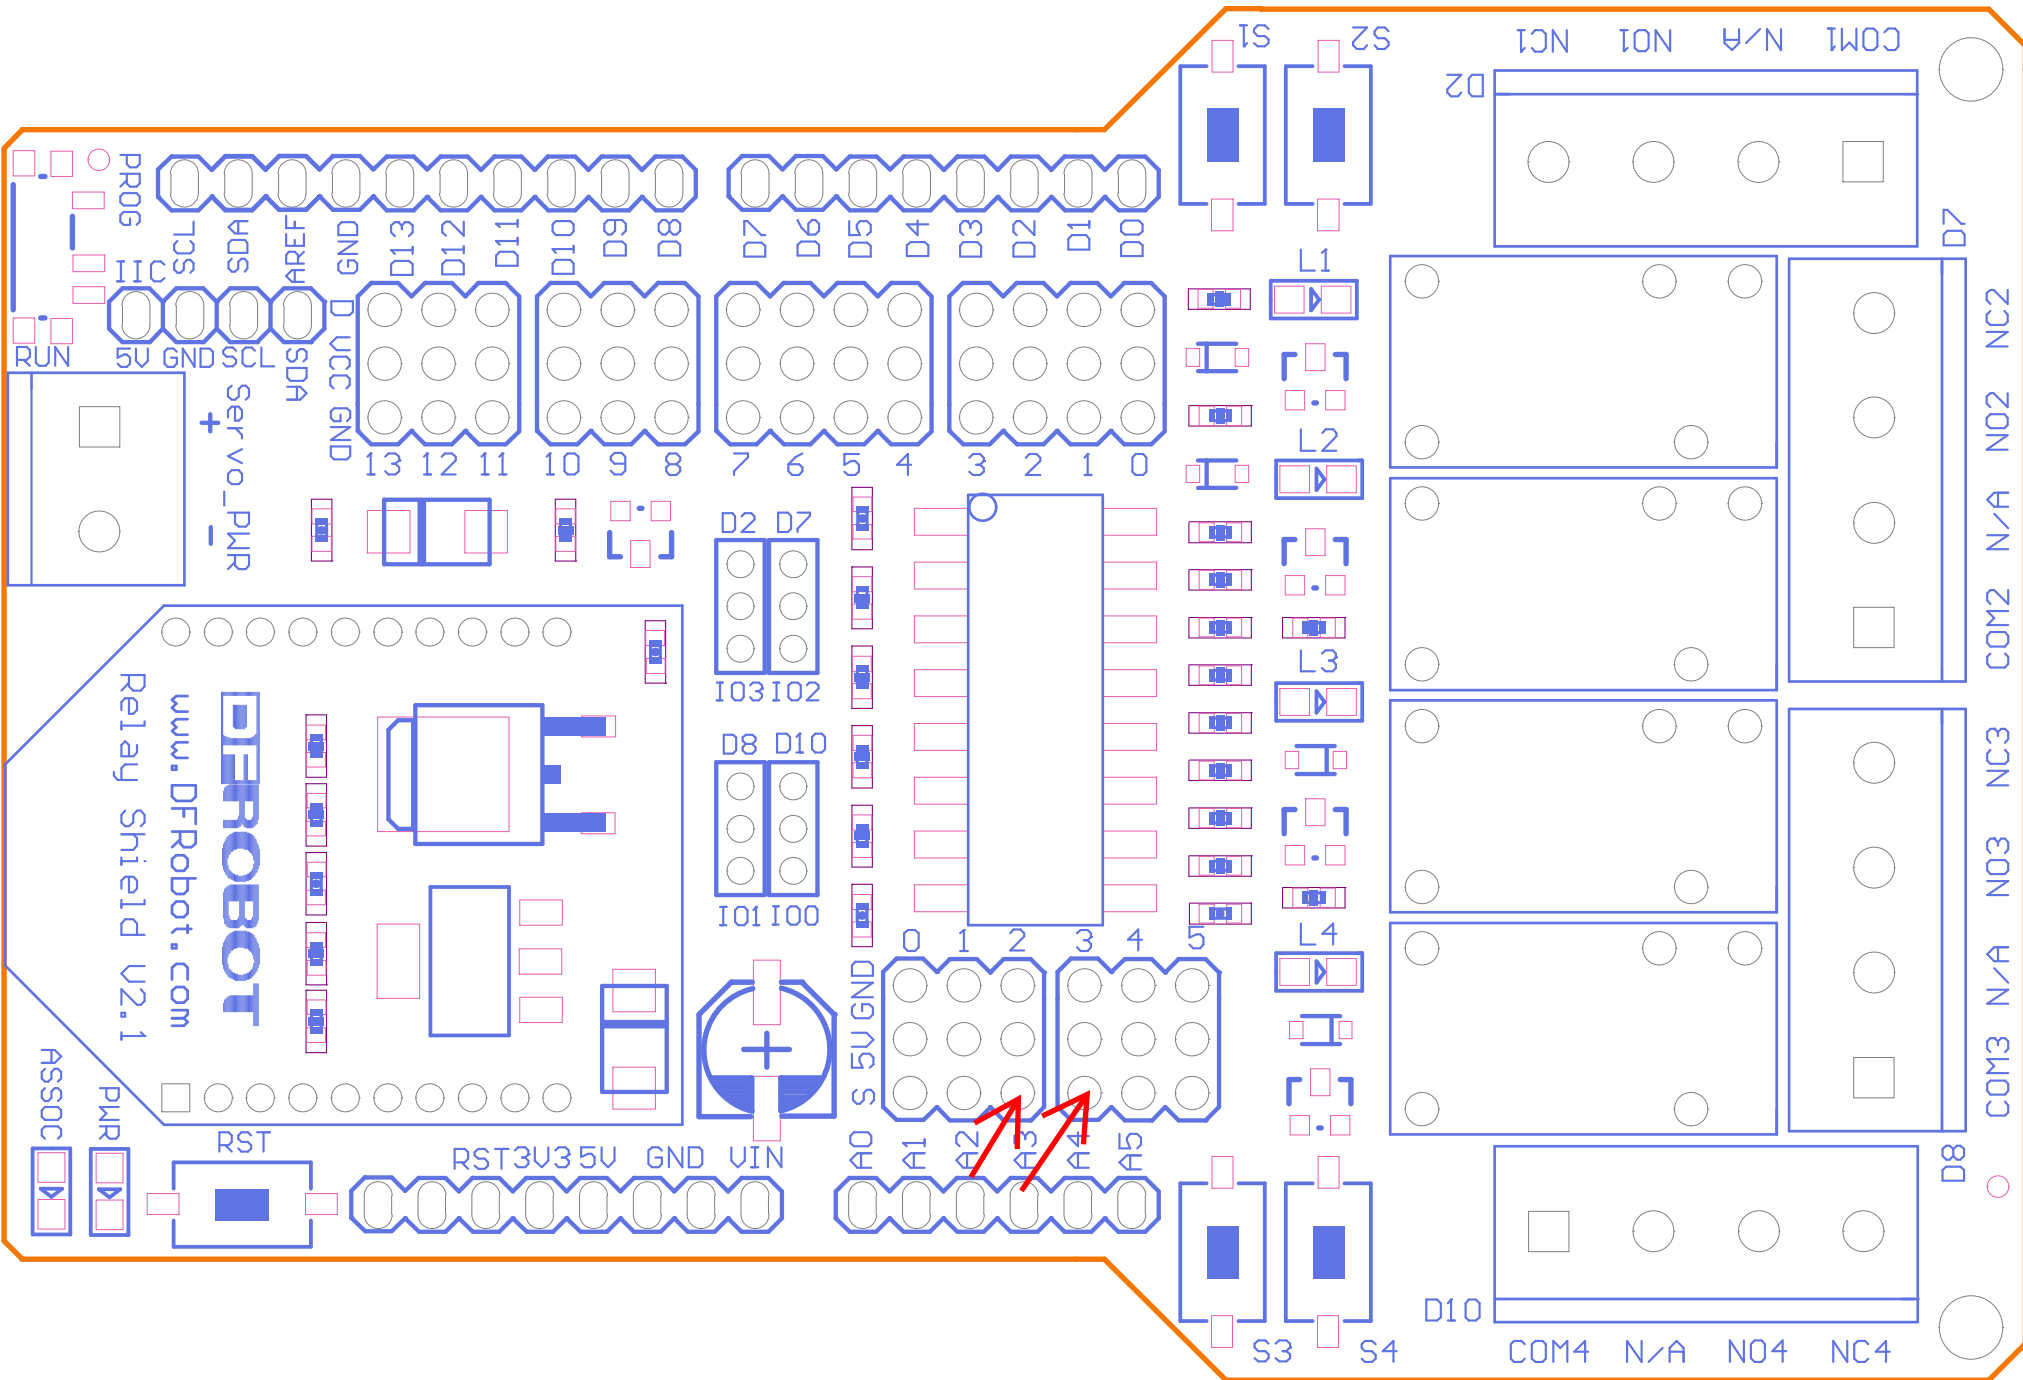 S1
S2
NC1
NO1
N/A
COM1
D2
PROG
SCL
SDA
AREF
GND
D13
D12
D11
D10
D9
D8
D7
D6
D5
D4
D3
D2
D1
D0
D7
IIC
L1
RUN
5V
GND
SCL
SDA
D VCC GND
13
12
11
10
9
8
7
6
5
4
3
2
1
0
L2
NC2
NO2
N/A
COM2
+
-
Servo_PWR
D2
D7
IO3
IO2
L3
D8
D10
IO1
IO0
Relay Shield V2.1
www.DFRobot.com
DFROBOT
NC3
NO3
N/A
COM3
L4
0
1
2
3
4
5
S 5V GND
+
ASSOC
PWR
RST
RST
3V3
5V
GND
VIN
A0
A1
A2
A3
A4
A5
D8
D10
S3
S4
COM4
N/A
NO4
NC4